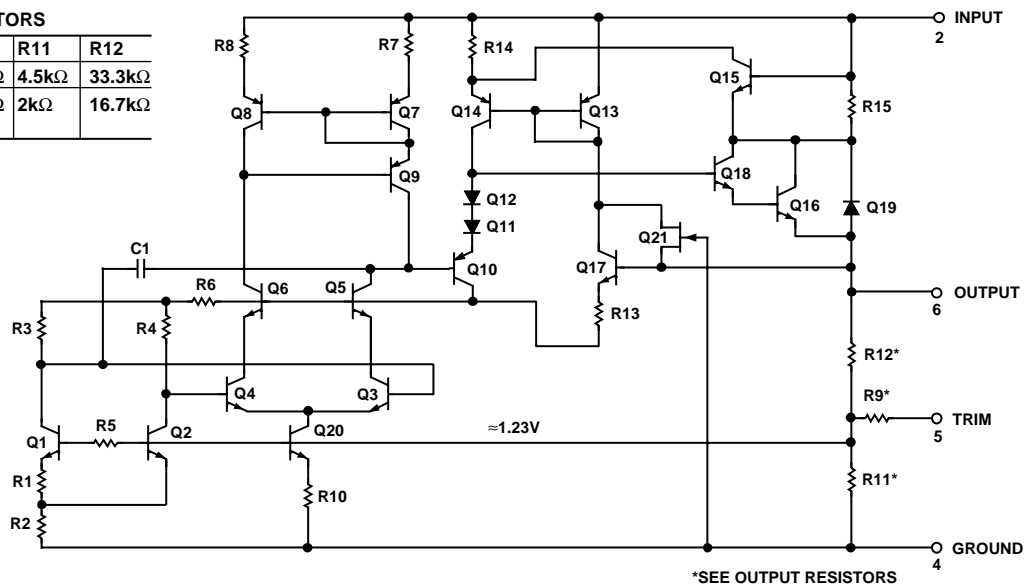 TORS
R11 R12
Ω 4.5kΩ 33.3kΩ
Ω 2kΩ 16.7kΩ
R8
R7
R14
INPUT
2
Q15
R15
Q8
Q7
Q14
Q13
Q9
Q18
Q16
Q19
Q12
Q11
Q21
C1
Q10
Q17
R6
Q6
Q5
OUTPUT
6
R3
R4
R13
R12*
Q4
Q3
R9*
TRIM
5
Q1
R5
Q2
Q20
≈1.23V
R1
R10
R11*
R2
GROUND
4
*SEE OUTPUT RESISTORS